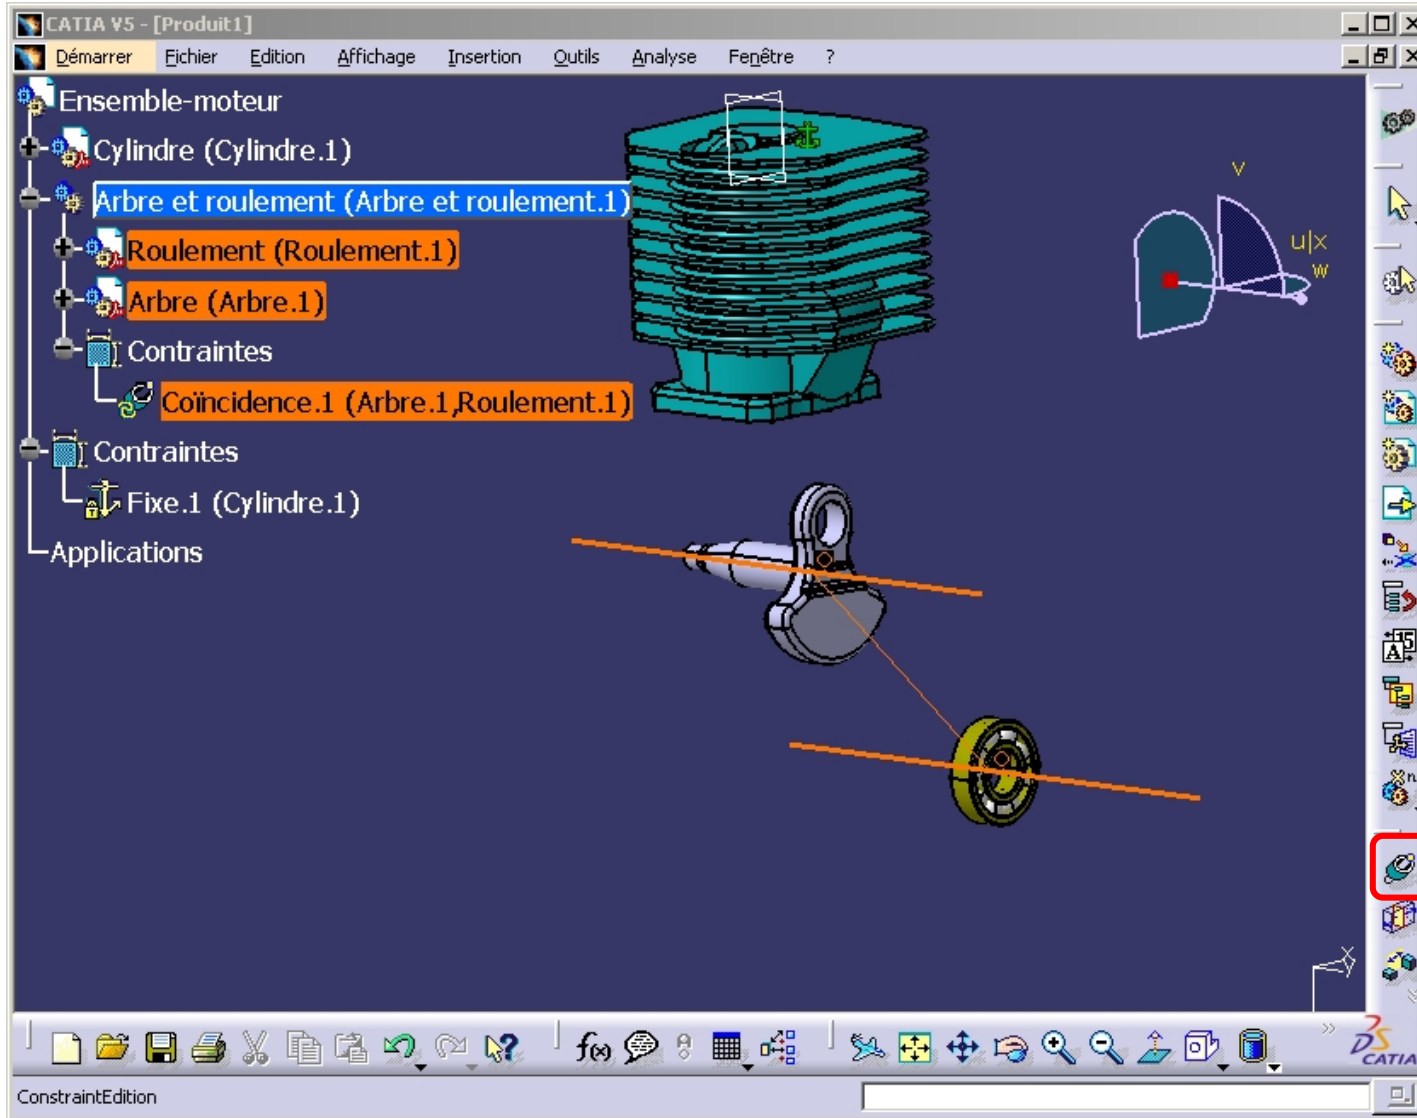 CATIA V5 - [Produit1]
Démarrer Fichier Edition Affichage Insertion Outils Analyse Fenêtre ?
Ensemble-moteur
Cylindre (Cylindre.1)
Arbre et roulement (Arbre et roulement.1)
Roulement (Roulement.1)
Arbre (Arbre.1)
Contraintes
Coïncidence.1 (Arbre.1,Roulement.1)
Contraintes
Fixe.1 (Cylindre.1)
Applications
v
u|x
w
x
y
f(x)
CATIA
ConstraintEdition